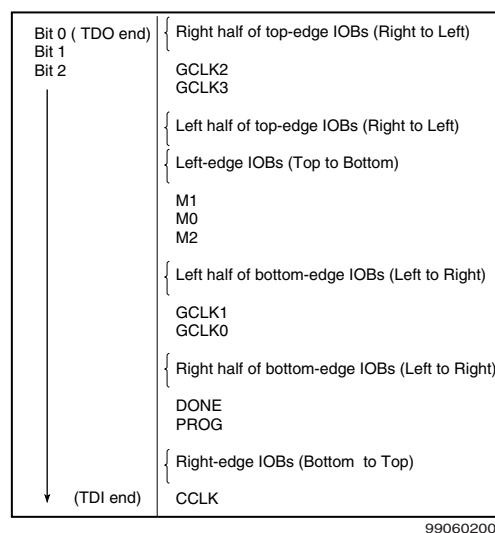 Bit 0 ( TDO end)
Bit 1
Bit 2
Right half of top-edge IOBs (Right to Left)
GCLK2
GCLK3
Left half of top-edge IOBs (Right to Left)
Left-edge IOBs (Top to Bottom)
M1
M0
M2
Left half of bottom-edge IOBs (Left to Right)
GCLK1
GCLK0
Right half of bottom-edge IOBs (Left to Right)
DONE
PROG
Right-edge IOBs (Bottom to Top)
(TDI end)
CCLK
99060200